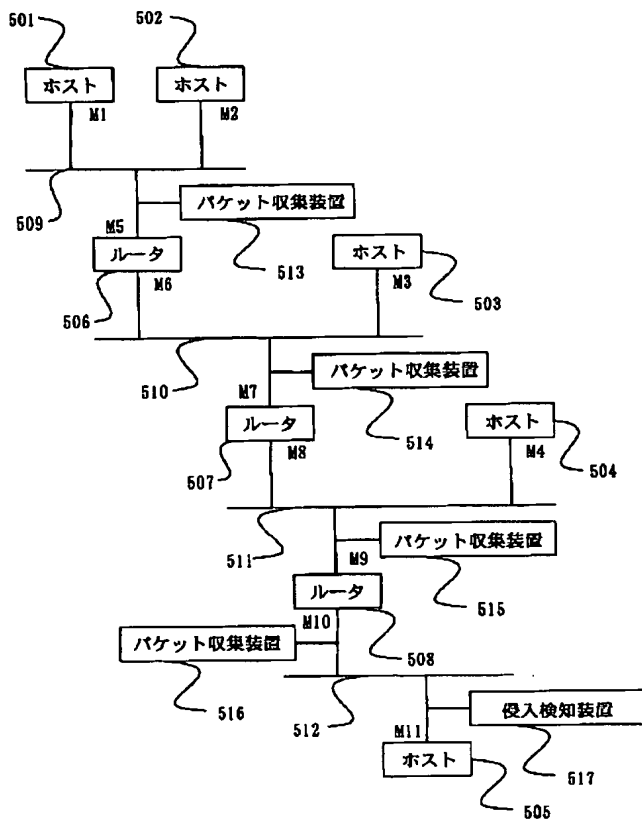 501
502
ホスト
ホスト
M1
M2
509
M5
パケット収集装置
ルータ
513
M6
ホスト
M3
503
506
510
M7
パケット収集装置
ルータ
514
M8
ホスト
M4
504
507
511
M9
パケット収集装置
ルータ
515
M10
パケット収集装置
508
516
512
M11
侵入検知装置
ホスト
517
505